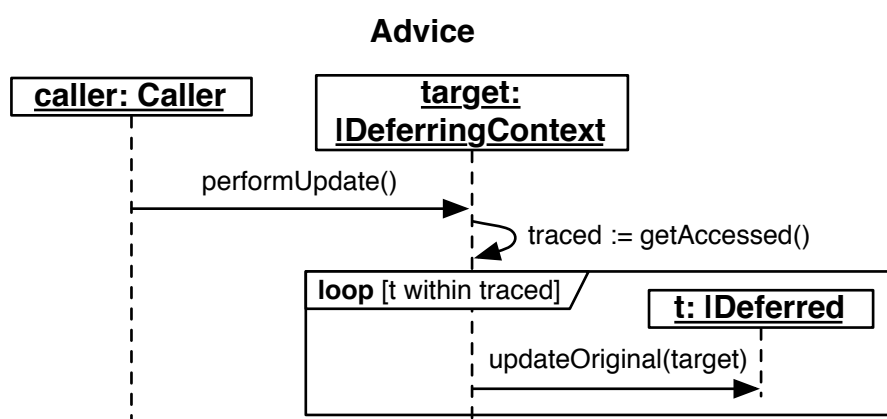 Advice
caller: Caller
target:
IDeferringContext
performUpdate()
traced := getAccessed()
loop [t within traced]
t: IDeferred
updateOriginal(target)